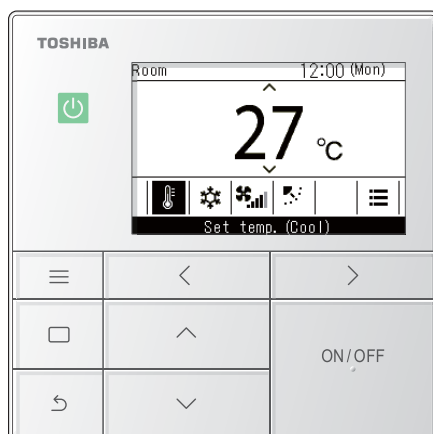 TOSHIBA
Room 12:00 (Mon)
27 °C
Set temp. (Cool)
ON/OFF